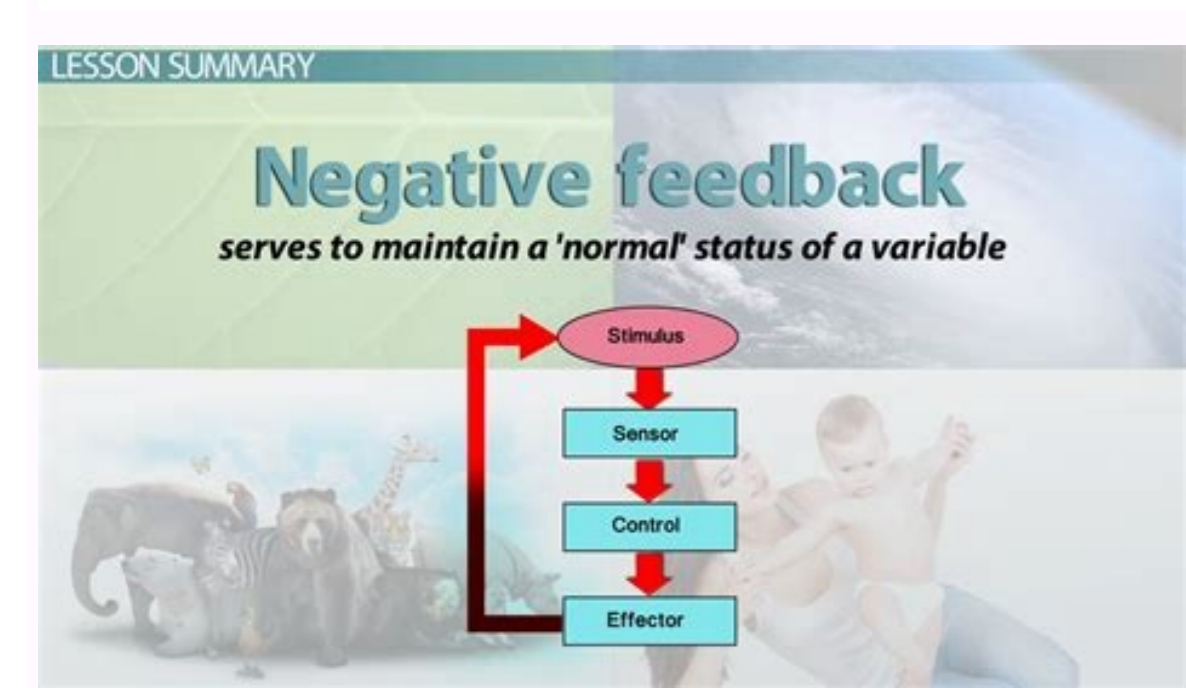 LESSON SUMMARY
Negative feedback
serves to maintain a 'normal' status of a variable
Stimulus
Sensor
Control
Effector